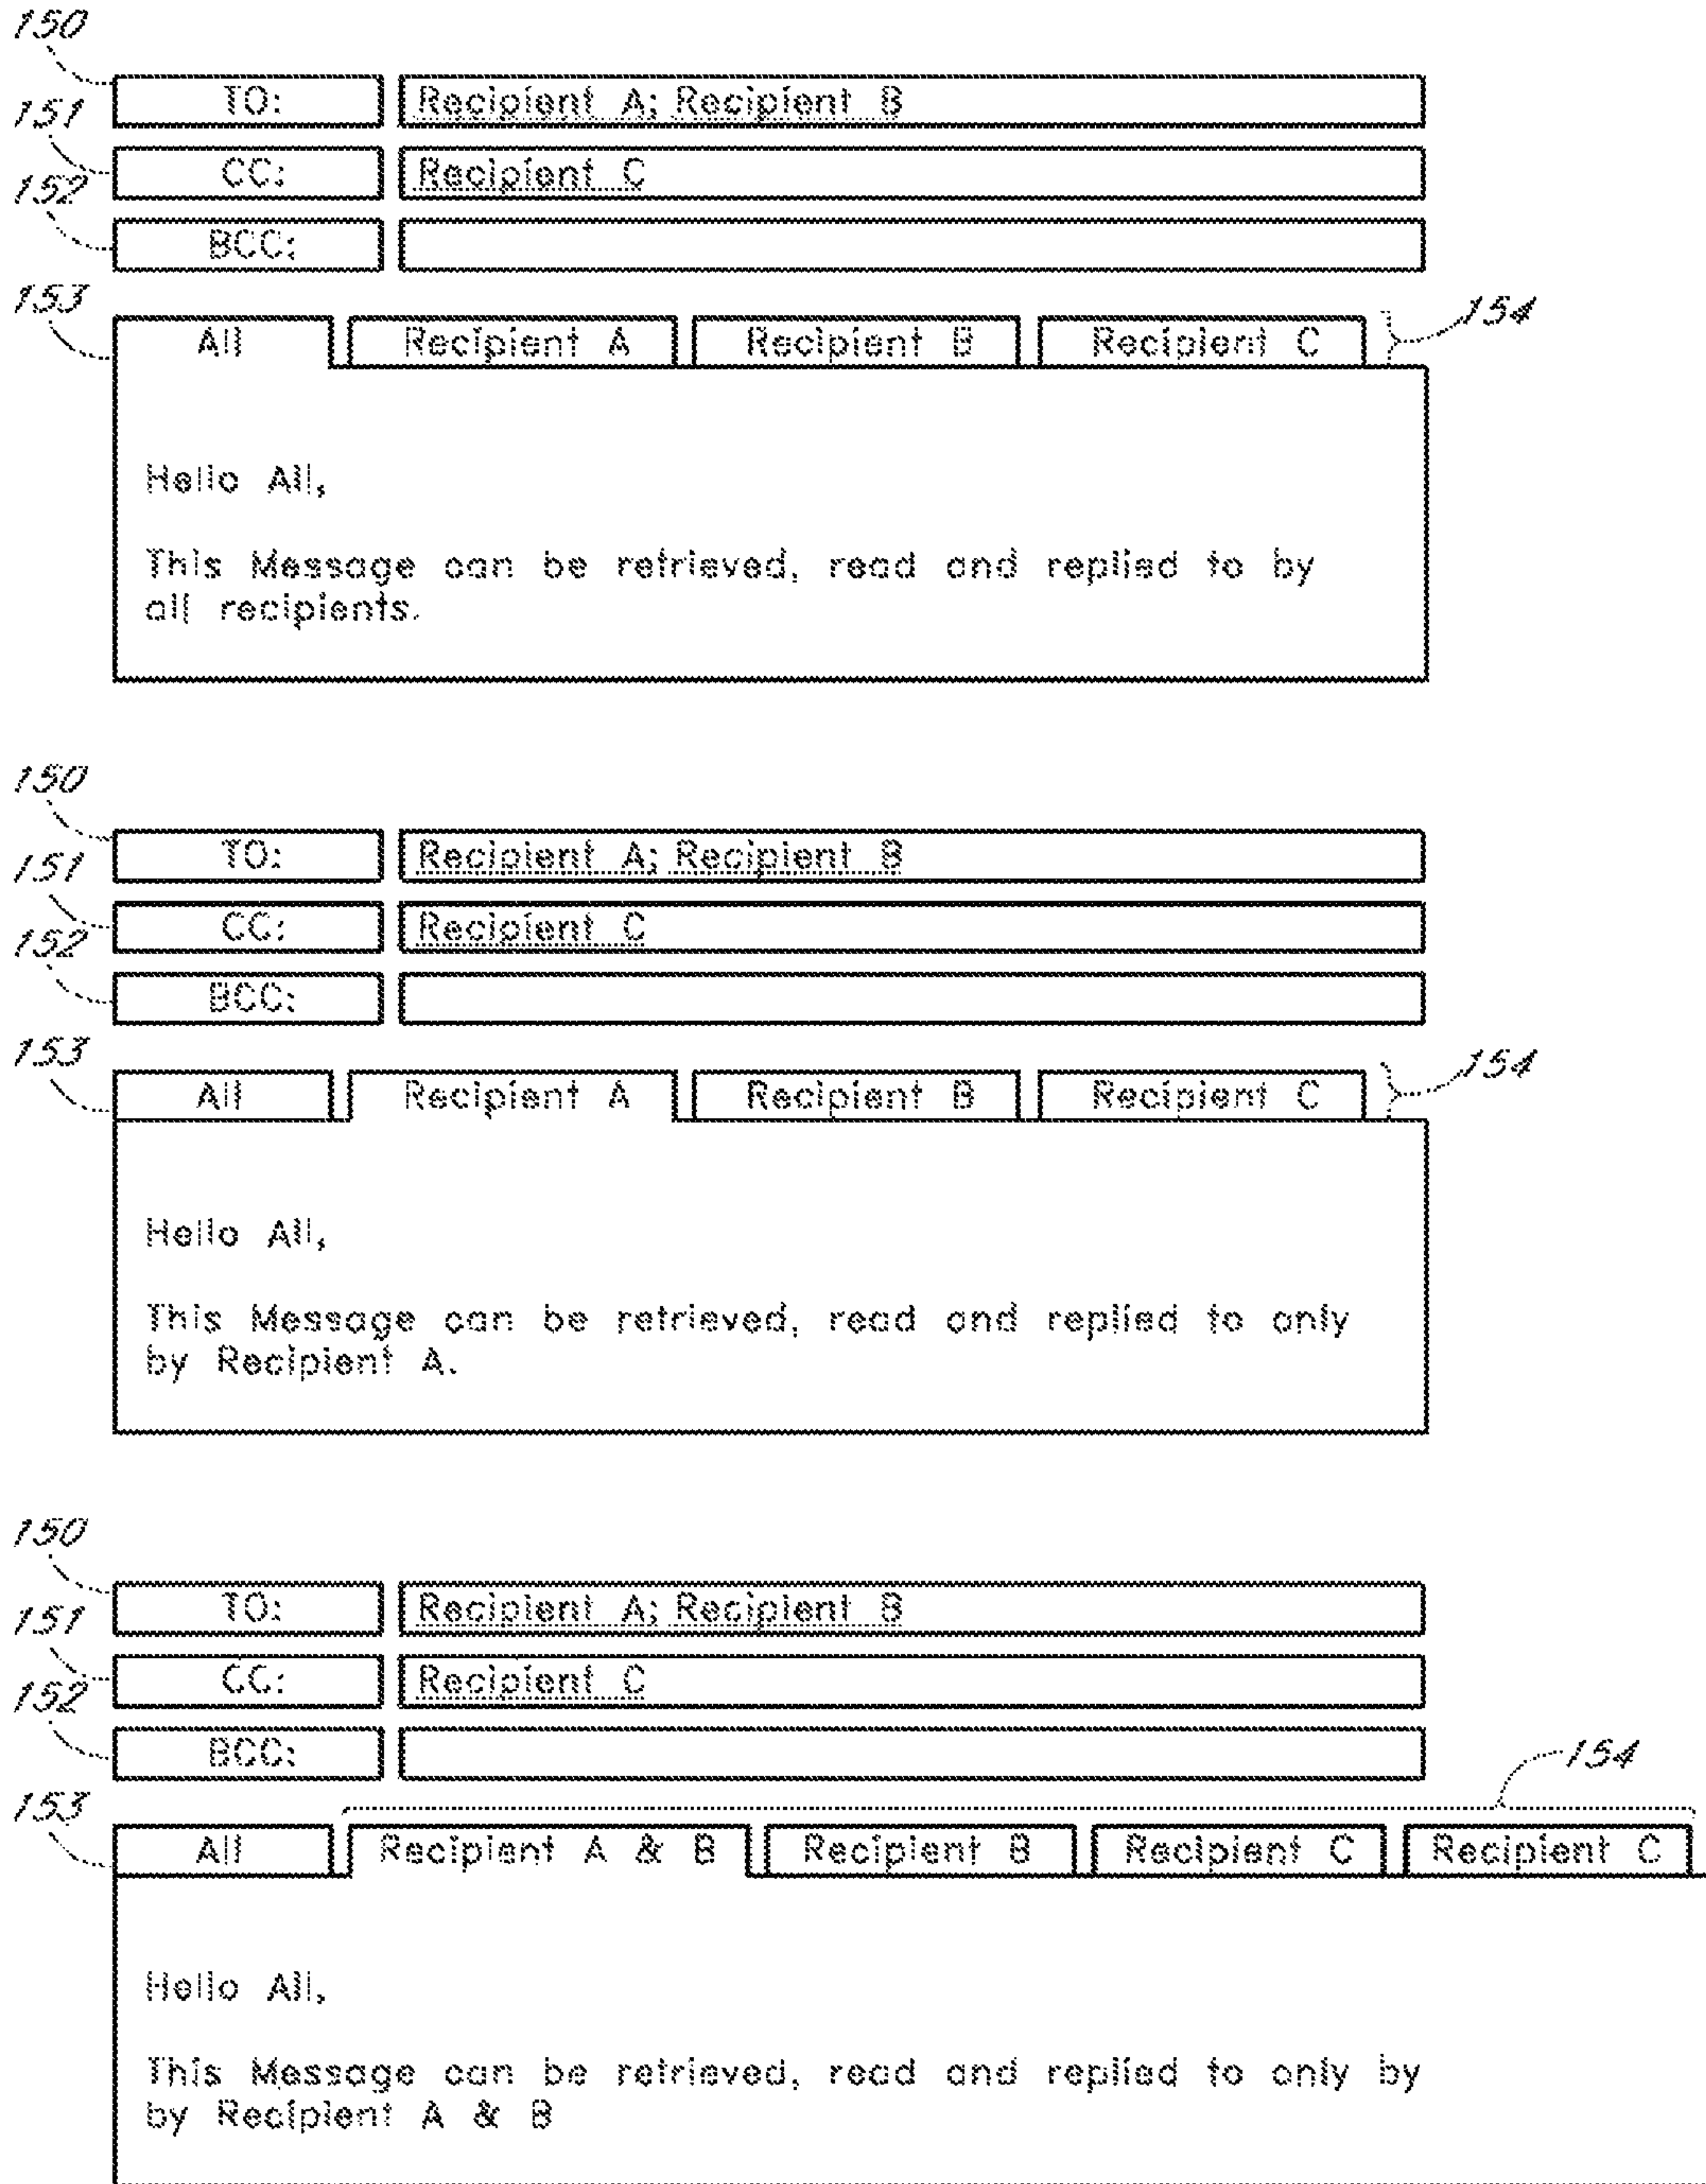 150
TO: Recipient A; Recipient B
151
CC: Recipient C
152
BCC:
153
154
All Recipient A Recipient B Recipient C
Hello All,
This Message can be retrieved, read and replied to by
all recipients.
150
TO: Recipient A; Recipient B
151
CC: Recipient C
152
BCC:
153
154
All Recipient A Recipient B Recipient C
Hello All,
This Message can be retrieved, read and replied to only
by Recipient A.
150
TO: Recipient A; Recipient B
151
CC: Recipient C
152
BCC:
154
153
All Recipient A & B Recipient B Recipient C Recipient C
Hello All,
This Message can be retrieved, read and replied to only by
by Recipient A & B